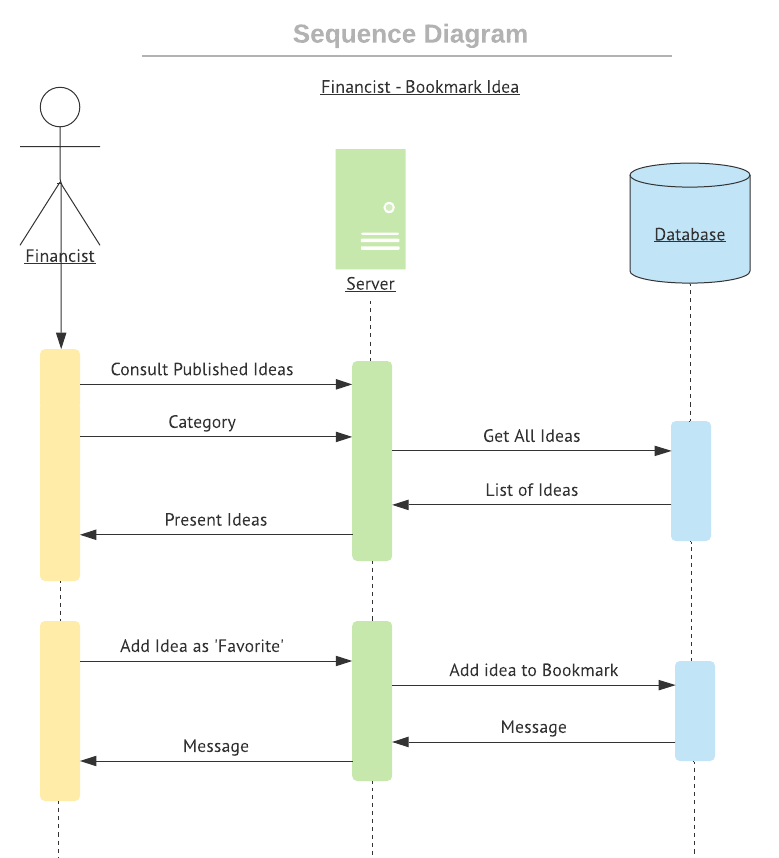 Sequence Diagram
Financist - Bookmark Idea
Database
Financist
Server
Consult Published Ideas
Category
Get All Ideas
List of Ideas
Present Ideas
Add Idea as 'Favorite'
Add idea to Bookmark
Message
Message